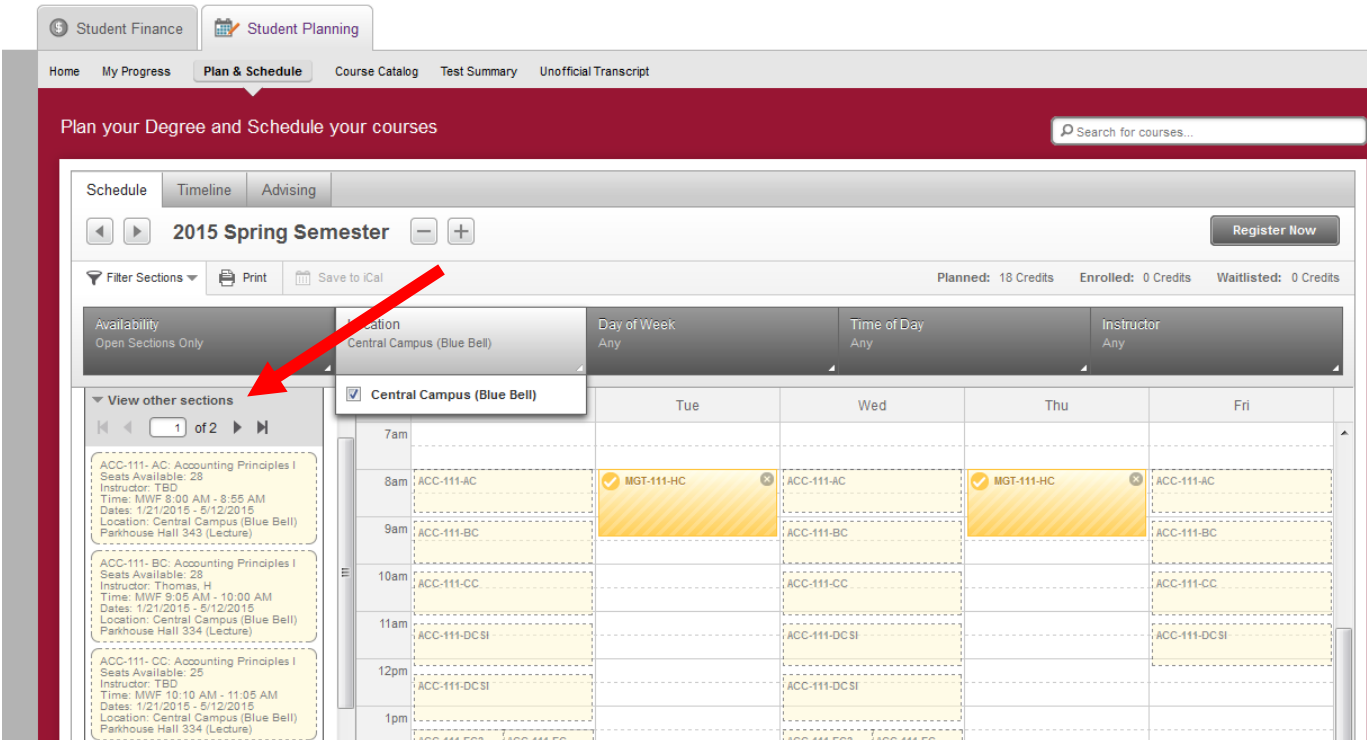 Student Finance
Student Planning
Home My Progress Plan & Schedule Course Catalog Test Summary Unofficial Transcript
Plan your Degree and Schedule your courses
Search for courses...
Schedule Timeline Advising
2015 Spring Semester
Register Now
Filter Sections Print Save to iCal
Planned: 18 Credits Enrolled: 0 Credits Waitlisted: 0 Credits
Availability
Open Sections Only
Location
Central Campus (Blue Bell)
Day of Week
Any
Time of Day
Any
Instructor
Any
Central Campus (Blue Bell)
View other sections
1 of 2
ACC-111- AC: Accounting Principles I
Seats Available: 28
Instructor: TBD
Time: MWF 8:00 AM - 8:55 AM
Dates: 1/21/2015 - 5/12/2015
Location: Central Campus (Blue Bell)
Parkhouse Hall 343 (Lecture)
ACC-111- BC: Accounting Principles I
Seats Available: 28
Instructor: Thomas, H
Time: MWF 9:05 AM - 10:00 AM
Dates: 1/21/2015 - 5/12/2015
Location: Central Campus (Blue Bell)
Parkhouse Hall 334 (Lecture)
ACC-111- CC: Accounting Principles I
Seats Available: 25
Instructor: TBD
Time: MWF 10:10 AM - 11:05 AM
Dates: 1/21/2015 - 5/12/2015
Location: Central Campus (Blue Bell)
Parkhouse Hall 334 (Lecture)
Tue Wed Thu Fri
7am
8am ACC-111-AC MGT-111-HC ACC-111-AC MGT-111-HC ACC-111-AC
9am ACC-111-BC ACC-111-BC ACC-111-BC
10am ACC-111-CC ACC-111-CC ACC-111-CC
11am ACC-111-DCSI ACC-111-DCSI ACC-111-DCSI
12pm ACC-111-DCSI ACC-111-DCSI
1pm